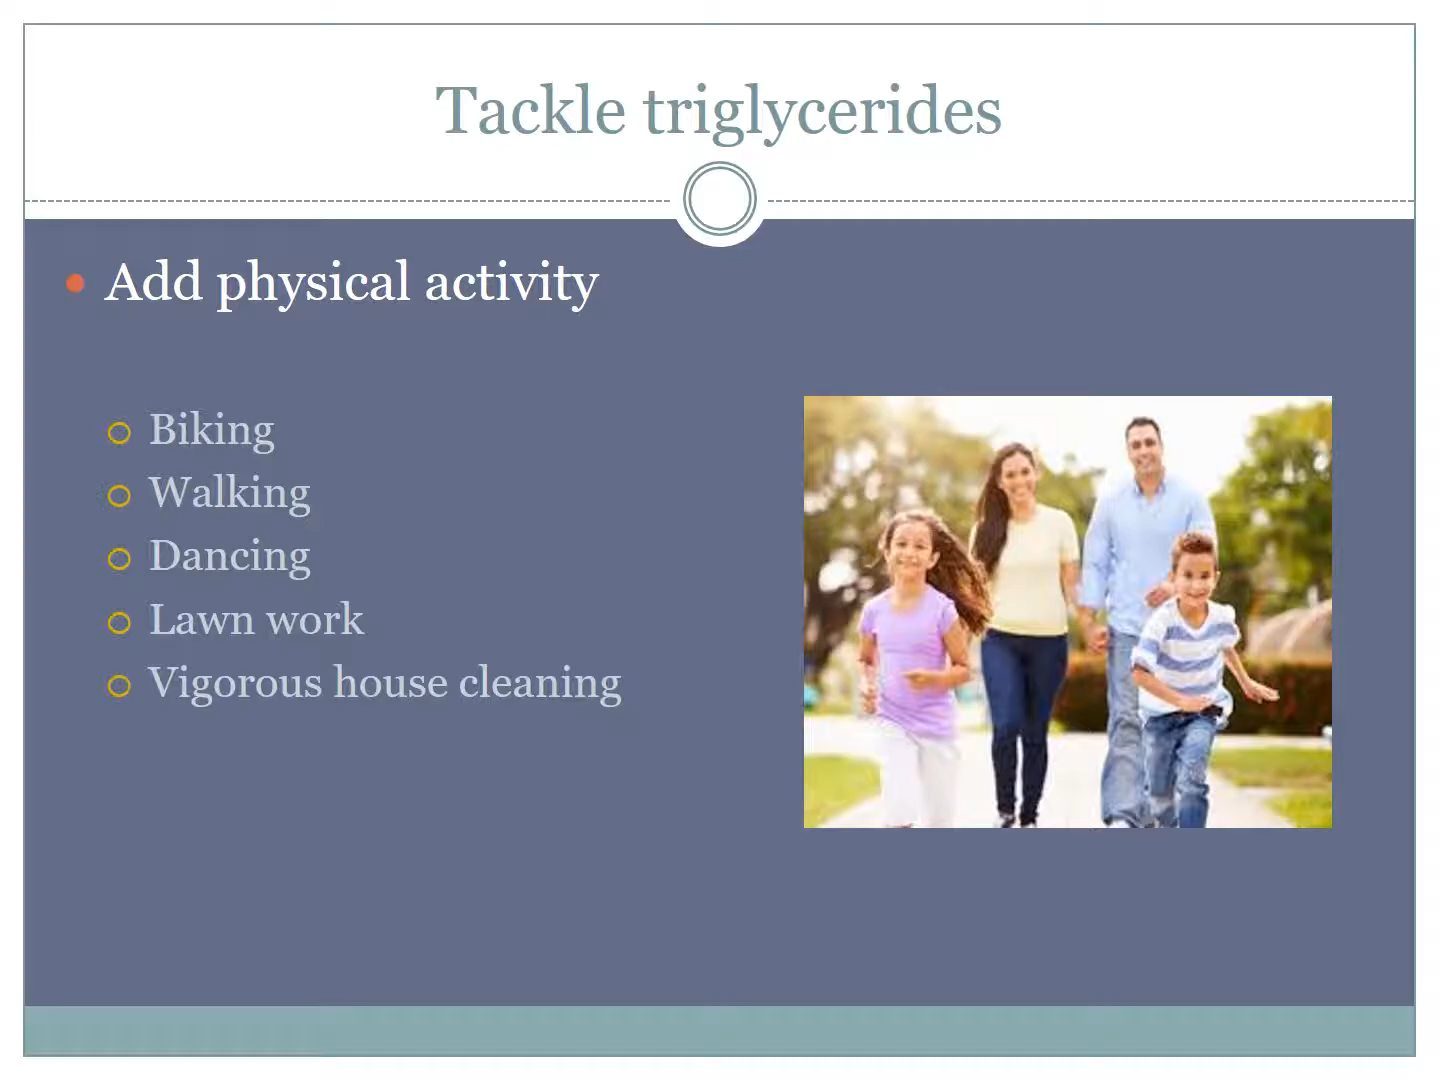 Tackle triglycerides
Add physical activity
Biking
Walking
Dancing
Lawn work
Vigorous house cleaning